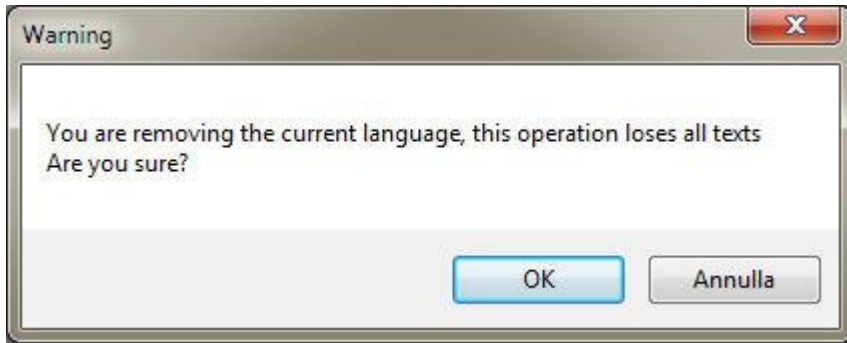 Warning
You are removing the current language, this operation loses all texts
Are you sure?
OK
Annulla